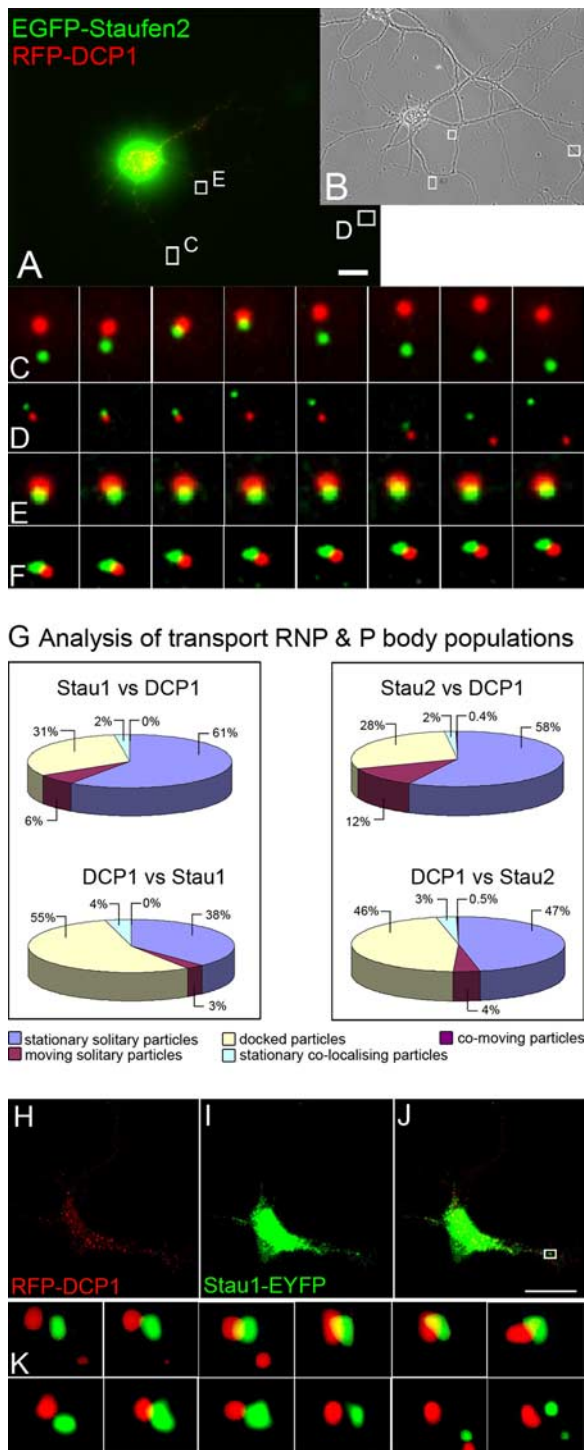 EGFP-Staufen2
RFP-DCP1
E
D
C
A
B
C
D
E
F
G Analysis of transport RNP & P body populations
Stau1 vs DCP1
31%
2%
0%
61%
6%
DCP1 vs Stau1
55%
4%
0%
38%
3%
Stau2 vs DCP1
28%
2%
0.4%
58%
12%
DCP1 vs Stau2
46%
3%
0.5%
47%
4%
stationary solitary particles
docked particles
co-moving particles
moving solitary particles
stationary co-localising particles
H
I
J
RFP-DCP1
Stau1-EYFP
K